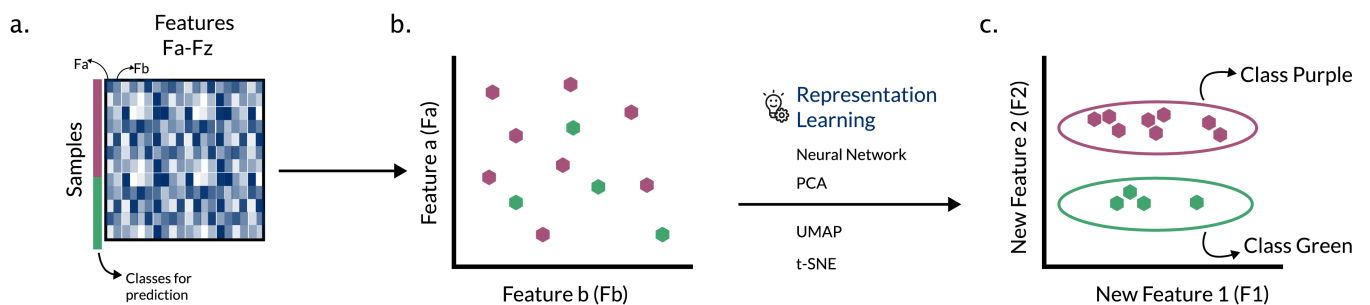 a.
Features
Fa-Fz
Fa
Fb
Samples
Classes for
prediction
b.
Feature a (Fa)
Feature b (Fb)
Representation
Learning
Neural Network
PCA
UMAP
t-SNE
c.
New Feature 2 (F2)
Class Purple
Class Green
New Feature 1 (F1)